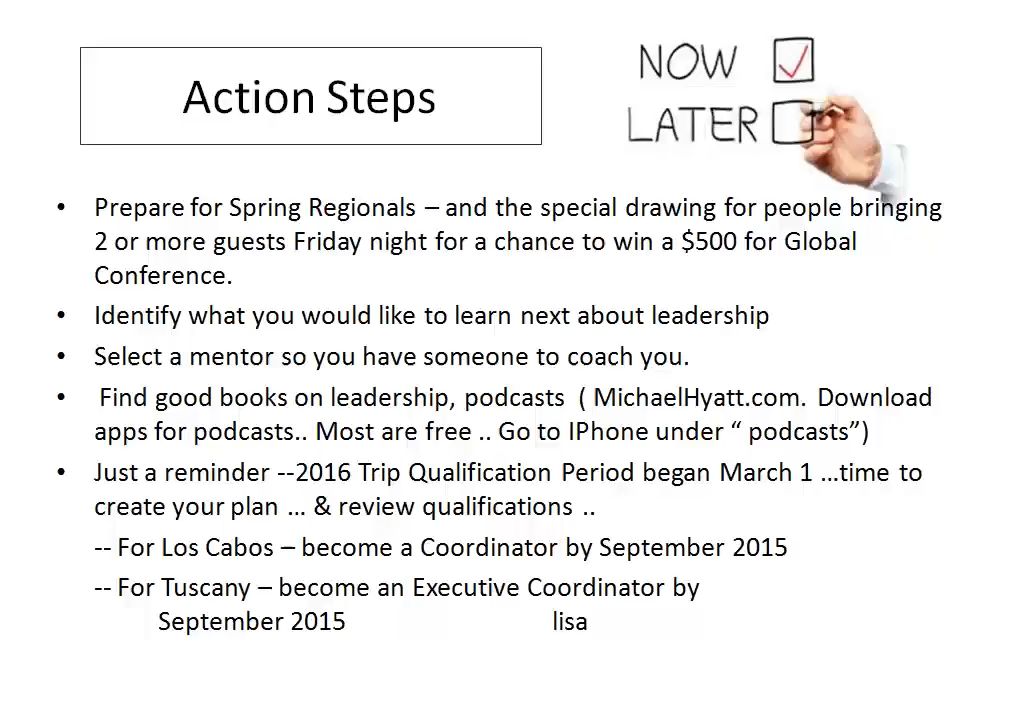 Action Steps
NOW
LATER
• Prepare for Spring Regionals – and the special drawing for people bringing
2 or more guests Friday night for a chance to win a $500 for Global
Conference.
• Identify what you would like to learn next about leadership
• Select a mentor so you have someone to coach you.
• Find good books on leadership, podcasts ( MichaelHyatt.com. Download
apps for podcasts.. Most are free .. Go to IPhone under “ podcasts”)
• Just a reminder --2016 Trip Qualification Period began March 1 …time to
create your plan … & review qualifications ..
-- For Los Cabos – become a Coordinator by September 2015
-- For Tuscany – become an Executive Coordinator by
September 2015 lisa